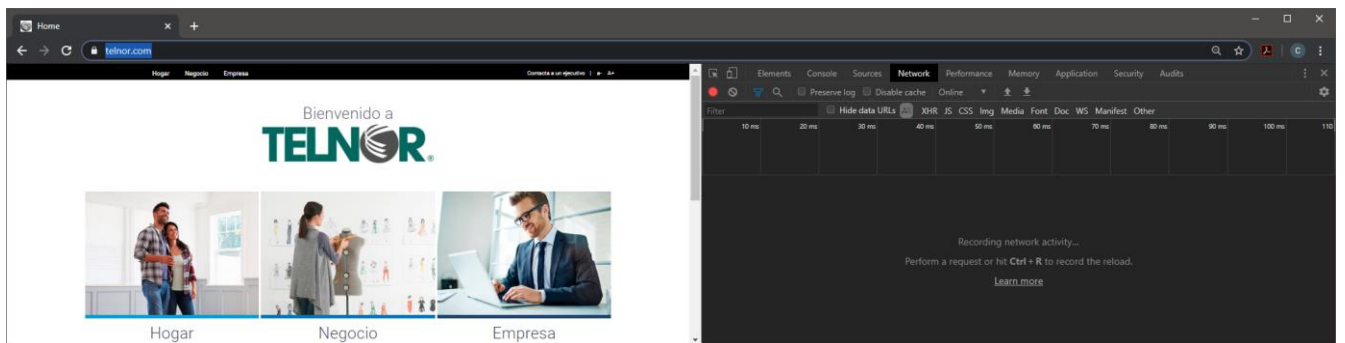 Home
telnor.com
C
Hogar Negocio Empresa
Contacta a un ejecutivo | a- A+
Bienvenido a
TELNOR®
Hogar Negocio Empresa
Elements Console Sources Network Performance Memory Application Security Audits
Preserve log Disable cache Online
Filter Hide data URLs All XHR JS CSS Img Media Font Doc WS Manifest Other
10 ms 20 ms 30 ms 40 ms 50 ms 60 ms 70 ms 80 ms 90 ms 100 ms 110
Recording network activity...
Perform a request or hit Ctrl + R to record the reload.
Learn more